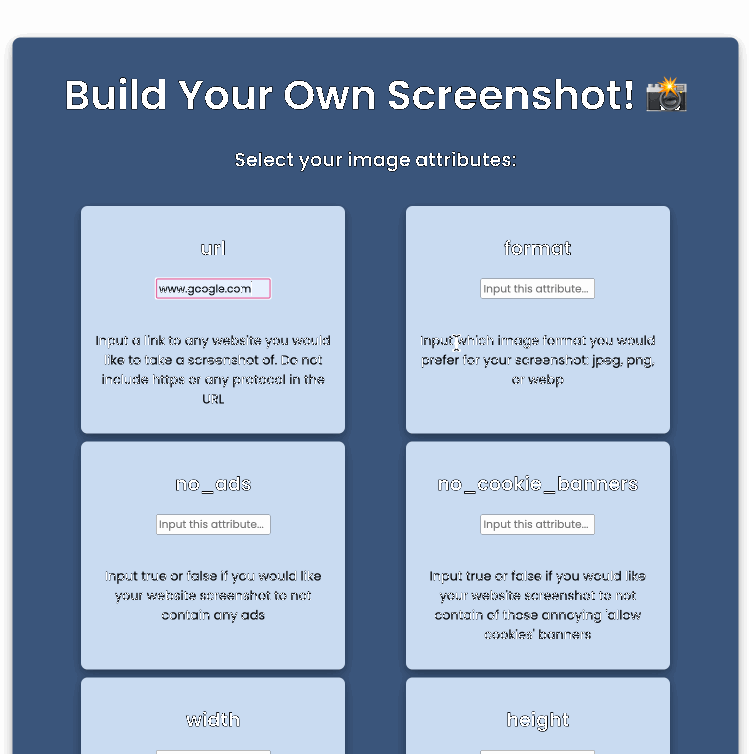 Build Your Own Screenshot! 📸
Select your image attributes:
url
www.google.com
Input a link to any website you would
like to take a screenshot of. Do not
include https or any protocol in the
URL
format
Input this attribute...
Input which image format you would
prefer for your screenshot: jpeg, png,
or webp
no_ads
Input this attribute...
Input true or false if you would like
your website screenshot to not
contain any ads
no_cookie_banners
Input this attribute...
Input true or false if you would like
your website screenshot to not
contain of those annoying 'allow
cookies' banners
width
height